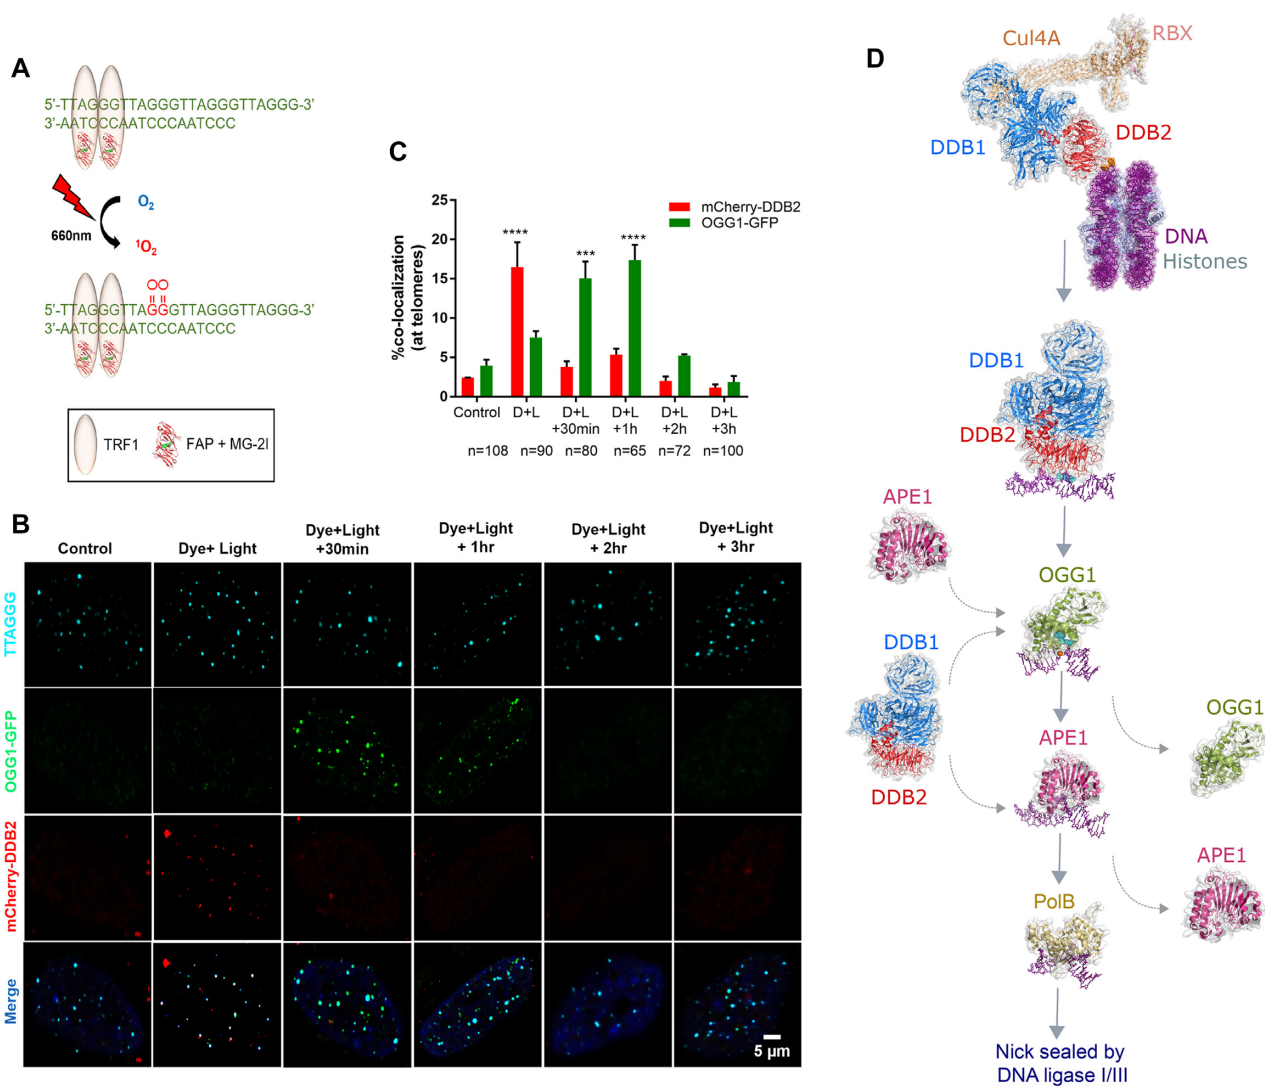 A
5'-TTAGGGTTAGGGTTAGGGTTAGGG-3'
3'-AATCCCAATCCCAATCCC
O2
660nm
1O2
O O
5'-TTAGGGTTAGGGTTAGGGTTAGGG-3'
3'-AATCCCAATCCCAATCCC
TRF1
FAP + MG-2I
C
%co-localization
(at telomeres)
25
20
15
10
5
0
mCherry-DDB2
OGG1-GFP
****
***
****
Control
D+L
D+L
+30min
D+L
+1h
D+L
+2h
D+L
+3h
n=108
n=90
n=80
n=65
n=72
n=100
B
Control
Dye+ Light
Dye+Light
+30min
Dye+Light
+ 1hr
Dye+Light
+ 2hr
Dye+Light
+ 3hr
TTAGGG
OGG1-GFP
mCherry-DDB2
Merge
5 µm
D
Cul4A
RBX
DDB1
DDB2
DNA
Histones
DDB1
DDB2
APE1
OGG1
DDB1
DDB2
OGG1
APE1
APE1
PolB
Nick sealed by
DNA ligase I/III